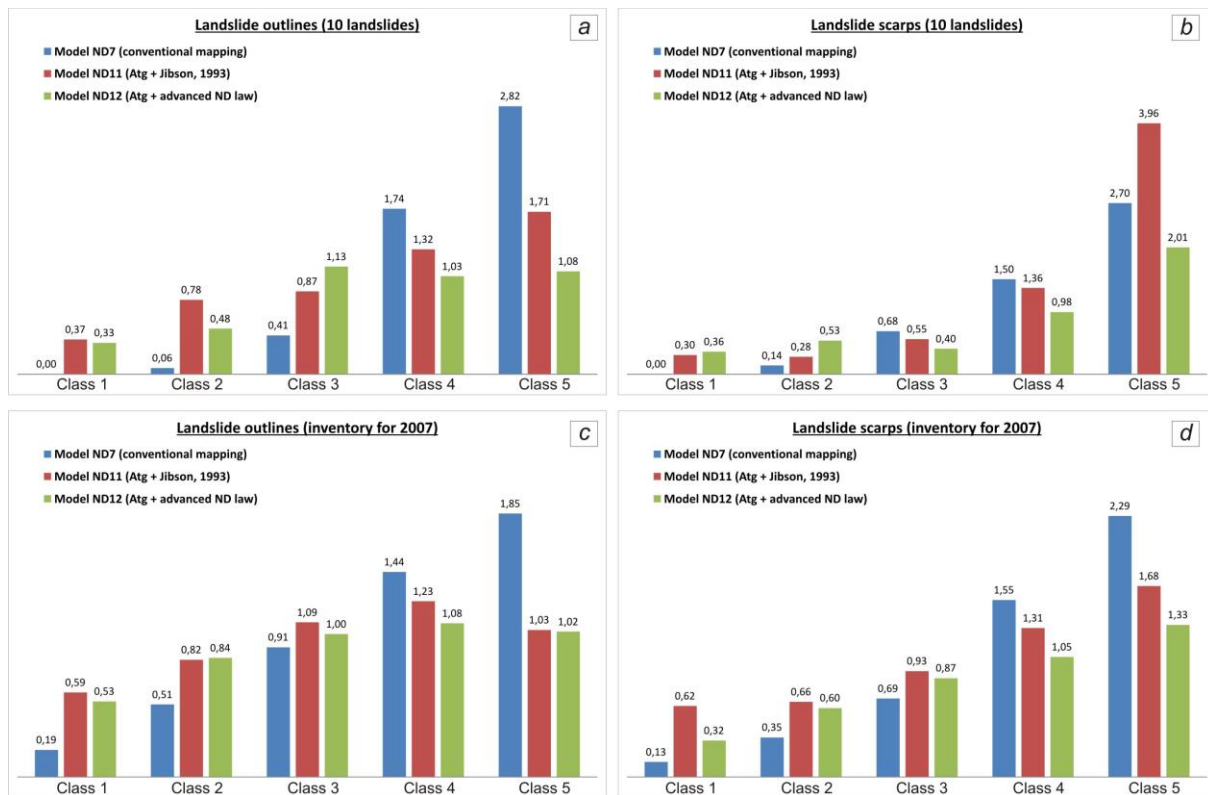 Landslide outlines (10 landslides)
a
Model ND7 (conventional mapping)
Model ND11 (Atg + Jibson, 1993)
Model ND12 (Atg + advanced ND law)
0,00 0,37 0,33
0,06 0,78 0,48
0,41 0,87 1,13
1,74 1,32 1,03
2,82 1,71 1,08
Class 1 Class 2 Class 3 Class 4 Class 5
Landslide scarps (10 landslides)
b
Model ND7 (conventional mapping)
Model ND11 (Atg + Jibson, 1993)
Model ND12 (Atg + advanced ND law)
0,00 0,30 0,36
0,14 0,28 0,53
0,68 0,55 0,40
1,50 1,36 0,98
2,70 3,96 2,01
Class 1 Class 2 Class 3 Class 4 Class 5
Landslide outlines (inventory for 2007)
c
Model ND7 (conventional mapping)
Model ND11 (Atg + Jibson, 1993)
Model ND12 (Atg + advanced ND law)
0,19 0,59 0,53
0,51 0,82 0,84
0,91 1,09 1,00
1,44 1,23 1,08
1,85 1,03 1,02
Class 1 Class 2 Class 3 Class 4 Class 5
Landslide scarps (inventory for 2007)
d
Model ND7 (conventional mapping)
Model ND11 (Atg + Jibson, 1993)
Model ND12 (Atg + advanced ND law)
0,13 0,62 0,32
0,35 0,66 0,60
0,69 0,93 0,87
1,55 1,31 1,05
2,29 1,68 1,33
Class 1 Class 2 Class 3 Class 4 Class 5